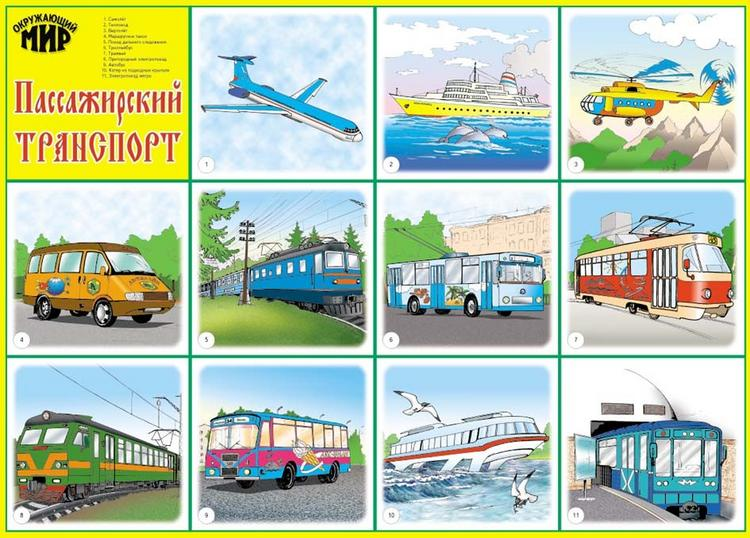 ОКРУЖАЮЩИЙ
МИР
1. Самолёт
2. Теплоход
3. Вертолёт
4. Маршрутное такси
5. Поезд дальнего следования
6. Троллейбус
7. Трамвай
8. Пригородный электропоезд
9. Автобус
10. Катер на подводных крыльях
11. Электропоезд метро
Пассажирский
ТРАНСПОРТ
1
2
3
4
5
6
7
8
9
10
11